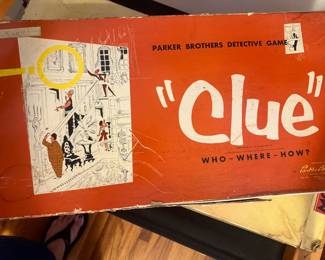 PARKER BROTHERS DETECTIVE GAME
"Clue"
WHO - WHERE - HOW?